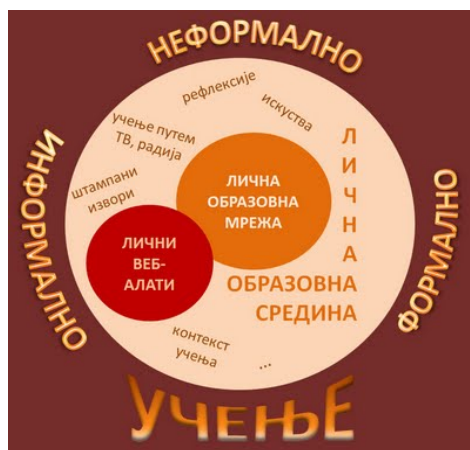 НЕФОРМАЛНО
рефлексије
искуства
учење путем
ТВ, радија
штампани
извори
ИНФОРМАЛНО
ФОРМАЛНО
ЛИЧНА
ОБРАЗОВНА
МРЕЖА
ЛИЧНИ
ВЕБ-
АЛАТИ
ЛИЧНА
ОБРАЗОВНА
СРЕДИНА
контекст
учења
...
УЧЕЊЕ